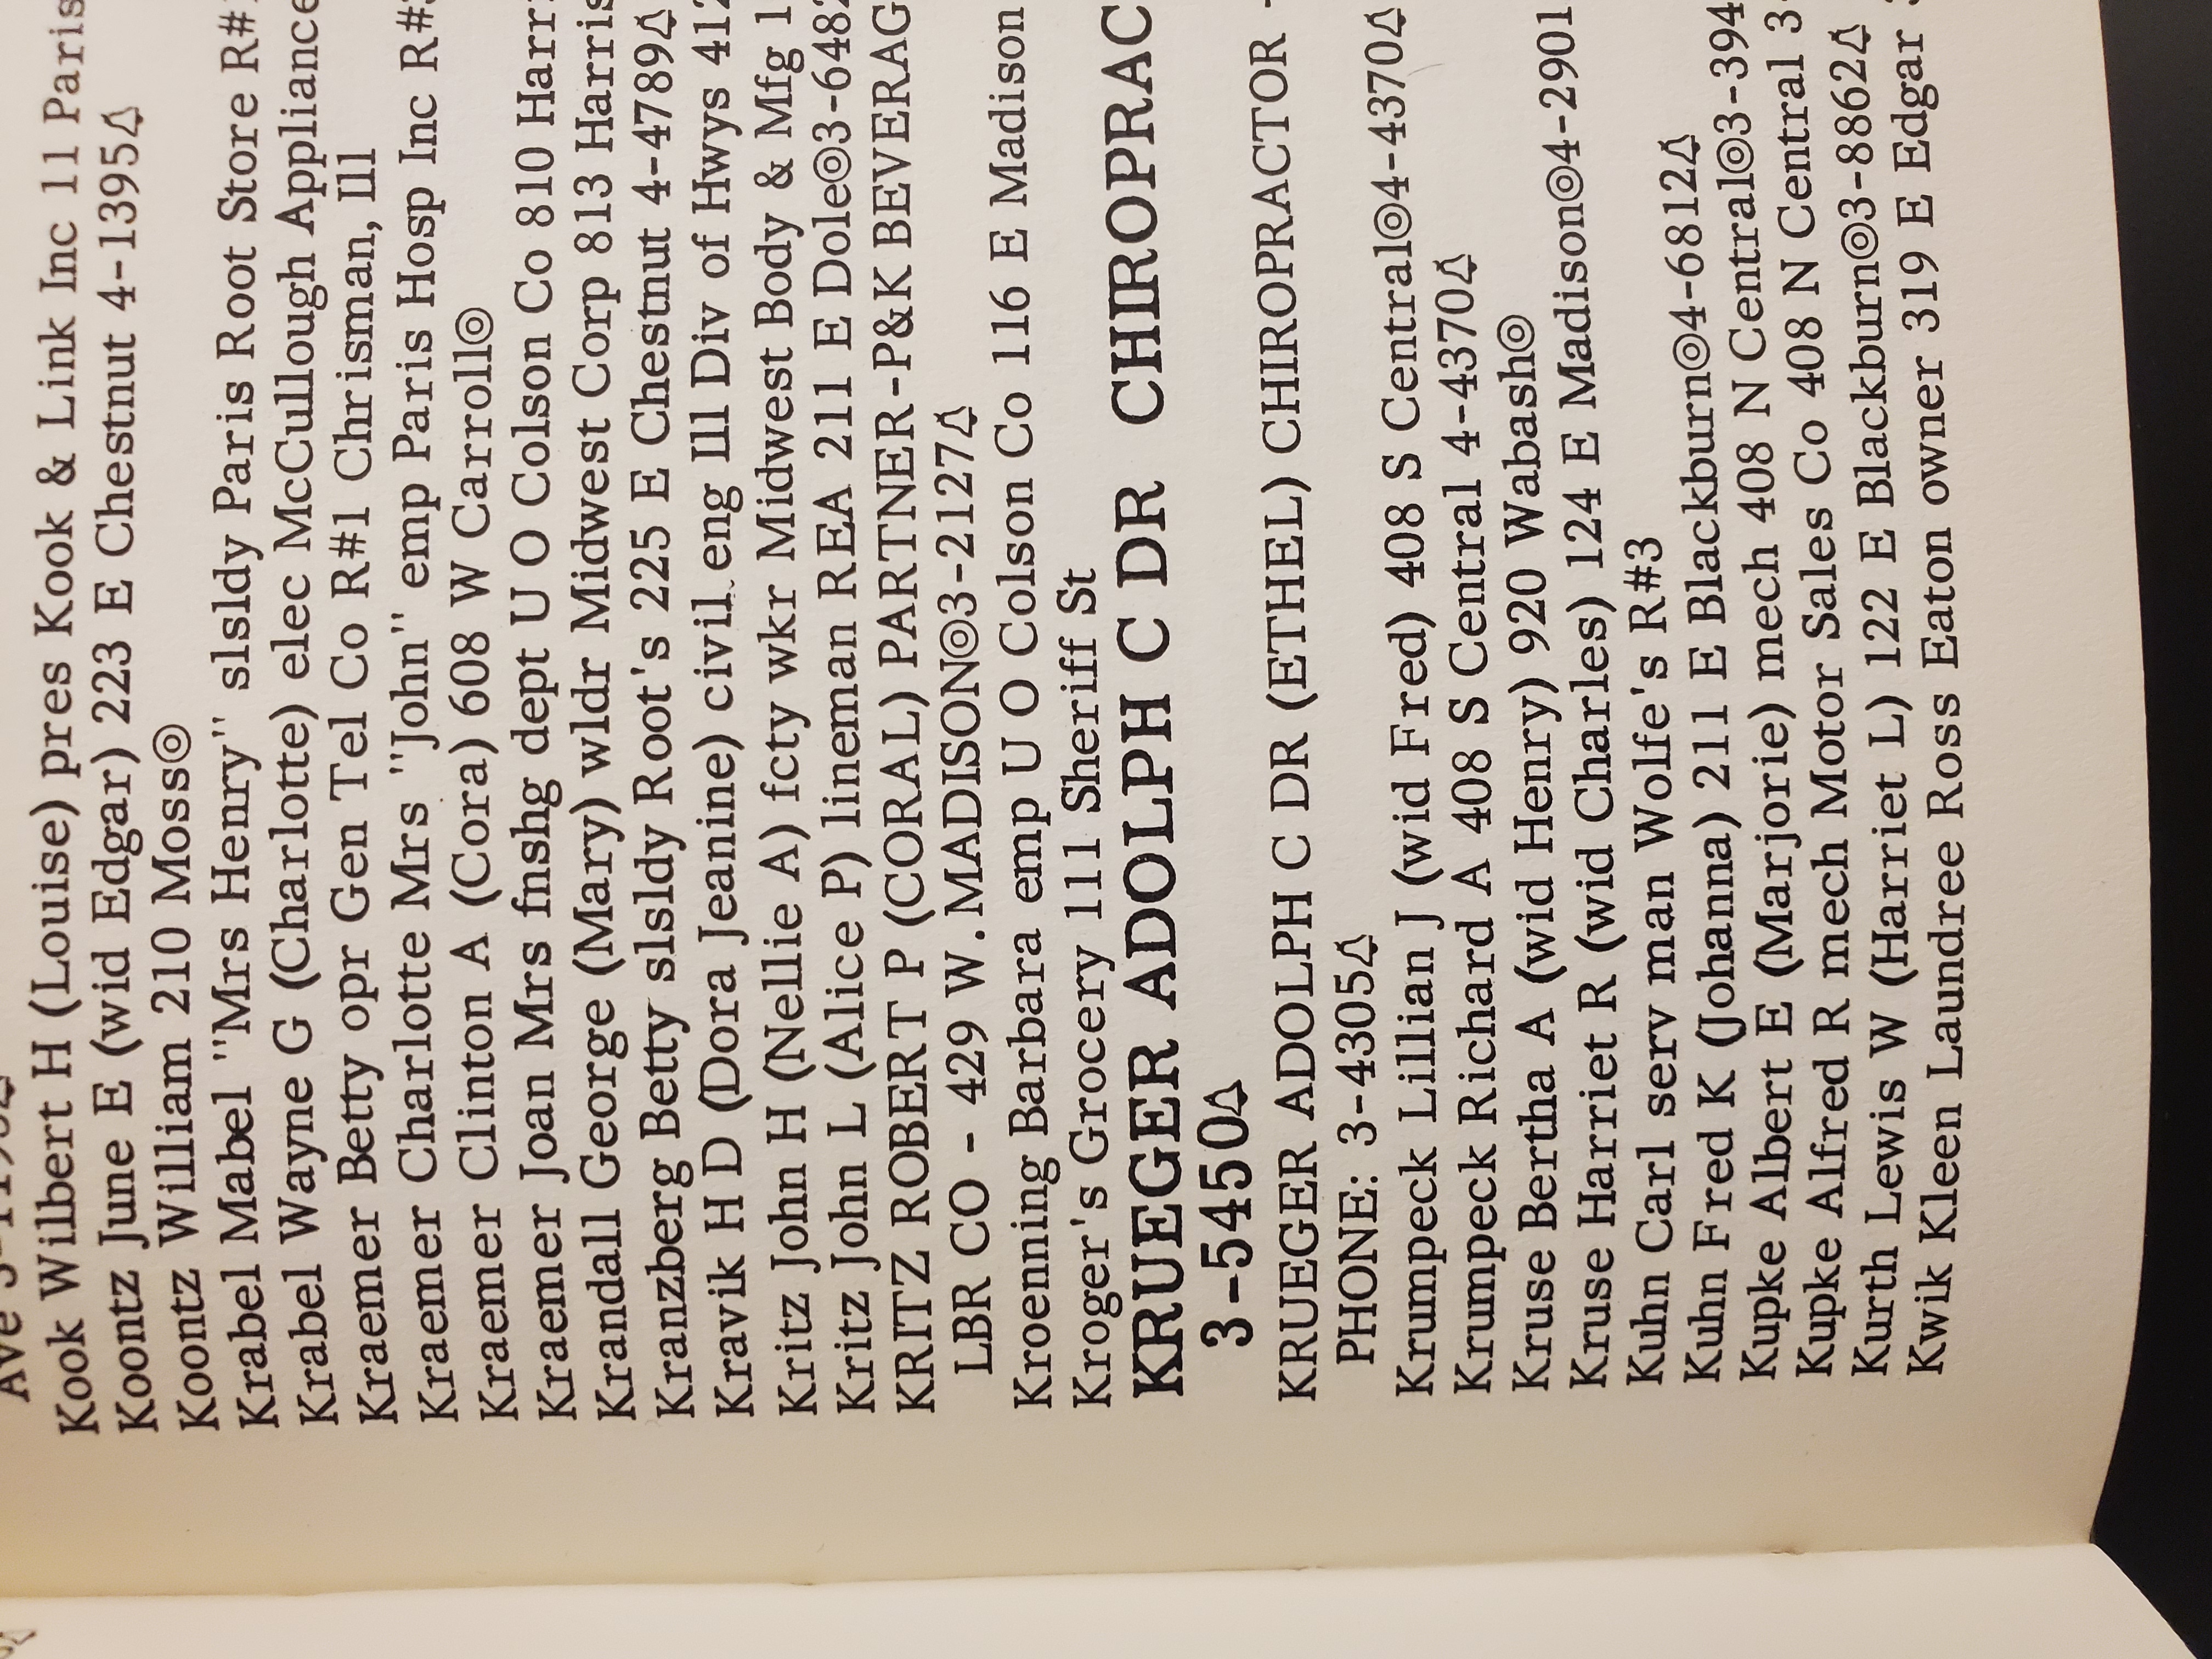 Ave 3-
Kook Wilbert H (Louise) pres Kook & Link Inc 11 Paris
Koontz June E (wid Edgar) 223 E Chestnut 4-1395
Koontz William 210 Moss◎
Krabel Mabel "Mrs Henry" slsldy Paris Root Store R#
Krabel Wayne G (Charlotte) elec McCullough Appliance
Kraemer Betty opr Gen Tel Co R#1 Chrisman, Ill
Kraemer Charlotte Mrs "John" emp Paris Hosp Inc R#
Kraemer Clinton A (Cora) 608 W Carroll◎
Kraemer Joan Mrs fnshg dept U O Colson Co 810 Harr
Krandall George (Mary) wldr Midwest Corp 813 Harris
Kranzberg Betty slsldy Root's 225 E Chestnut 4-4789
Kravik H D (Dora Jeanine) civil eng Ill Div of Hwys 412
Kritz John H (Nellie A) fcty wkr Midwest Body & Mfg 1
Kritz John L (Alice P) lineman REA 211 E Dole◎3-6482
KRITZ ROBERT P (CORAL) PARTNER-P&K BEVERAG
LBR CO - 429 W. MADISON◎3-2127
Kroenning Barbara emp U O Colson Co 116 E Madison
Kroger's Grocery 111 Sheriff St
KRUEGER ADOLPH C DR CHIROPRAC
3-5450
KRUEGER ADOLPH C DR (ETHEL) CHIROPRACTOR -
PHONE: 3-4305
Krumpeck Lillian J (wid Fred) 408 S Central◎4-4370
Krumpeck Richard A 408 S Central 4-4370
Kruse Bertha A (wid Henry) 920 Wabash◎
Kruse Harriet R (wid Charles) 124 E Madison◎4-2901
Kuhn Carl serv man Wolfe's R#3
Kuhn Fred K (Johanna) 211 E Blackburn◎4-6812
Kupke Albert E (Marjorie) mech 408 N Central◎3-394
Kupke Alfred R mech Motor Sales Co 408 N Central 3-
Kurth Lewis W (Harriet L) 122 E Blackburn◎3-8862
Kwik Kleen Laundree Ross Eaton owner 319 E Edgar